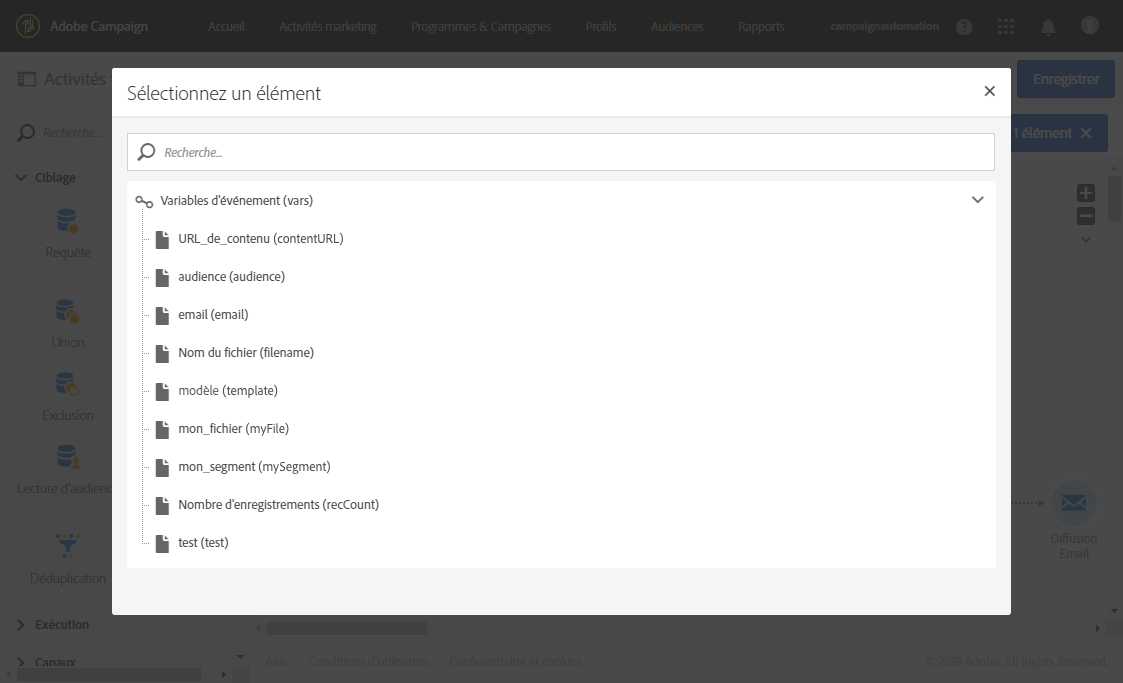 Adobe Campaign
Accueil
Activités marketing
Programmes & Campagnes
Profils
Audiences
Rapports
campaignautomation
Activités
Enregistrer
Sélectionnez un élément
Recherche...
1 élément
Recherche...
Ciblage
Variables d'événement (vars)
URL_de_contenu (contentURL)
Requête
audience (audience)
email (email)
Union
Nom du fichier (filename)
modèle (template)
Exclusion
mon_fichier (myFile)
mon_segment (mySegment)
Lecture d'audienc
Nombre d'enregistrements (recCount)
test (test)
Diffusion
Email
Déduplication
Exécution
Canaux
Aide
Conditions d'utilisation
Confidentialité et cookies
© 2019 Adobe. All Rights Reserved.